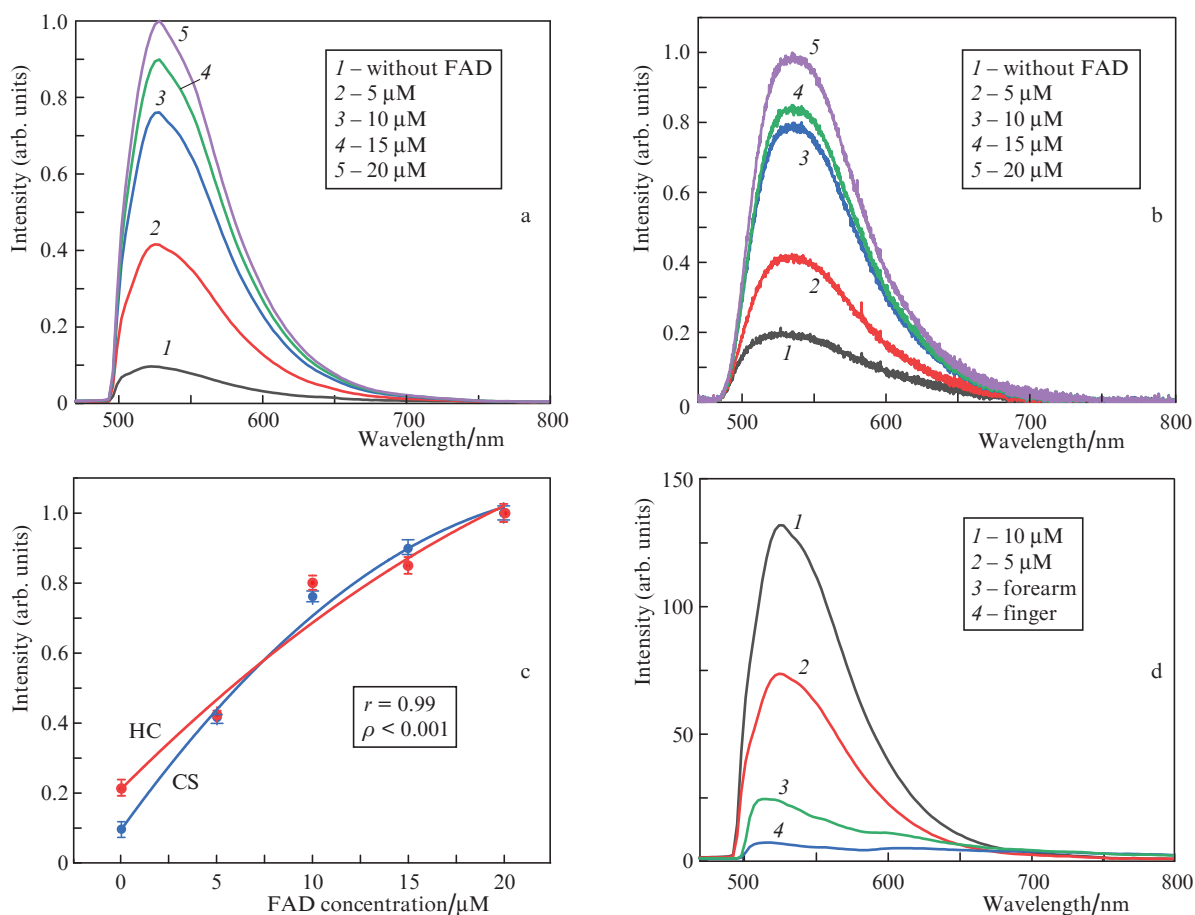 Intensity (arb. units)
1.0
0.8
0.6
0.4
0.2
0
500
600
700
800
Wavelength/nm
5
4
3
2
1
1 – without FAD
2 – 5 μM
3 – 10 μM
4 – 15 μM
5 – 20 μM
a
Intensity (arb. units)
1.0
0.8
0.6
0.4
0.2
0
500
600
700
800
Wavelength/nm
5
4
3
2
1
1 – without FAD
2 – 5 μM
3 – 10 μM
4 – 15 μM
5 – 20 μM
b
Intensity (arb. units)
1.0
0.8
0.6
0.4
0.2
0
0
5
10
15
20
FAD concentration/μM
HC
CS
r = 0.99
ρ < 0.001
c
Intensity (arb. units)
150
100
50
0
500
600
700
800
Wavelength/nm
1
2
3
4
1 – 10 μM
2 – 5 μM
3 – forearm
4 – finger
d